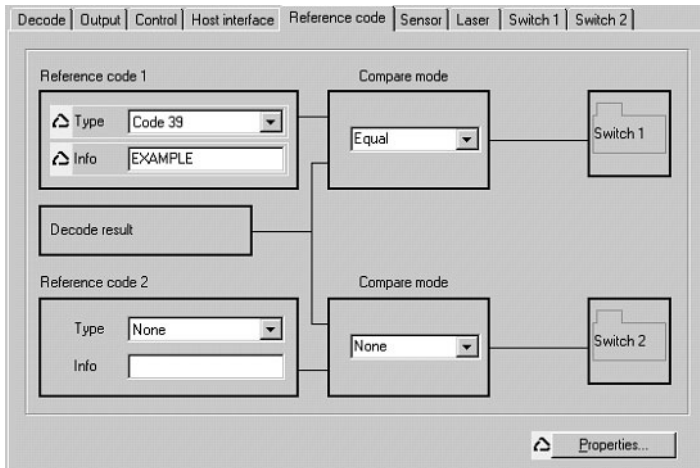 Decode Output Control Host interface Reference code Sensor Laser Switch 1 Switch 2
Reference code 1 Compare mode
Type Code 39
Equal Switch 1
Info EXAMPLE
Decode result
Reference code 2 Compare mode
Type None
None Switch 2
Info
Properties...